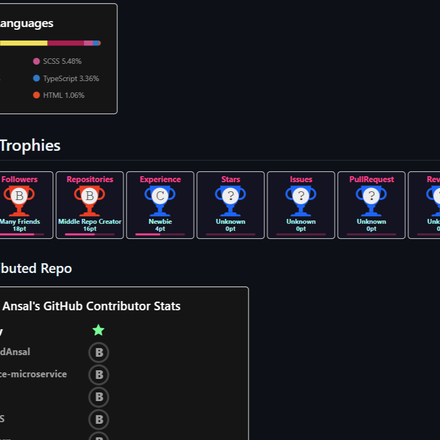 anguages
SCSS 5.48%
TypeScript 3.36%
HTML 1.06%
Trophies
Followers Repositories Experience Stars Issues PullRequest Rev
B B C ? ? ?
Many Friends Middle Repo Creator Newbie Unknown Unknown Unknown Unk
18pt 16pt 4pt 0pt 0pt 0pt 0
buted Repo
Ansal's GitHub Contributor Stats
dAnsal B
ce-microservice B
B
S B
B